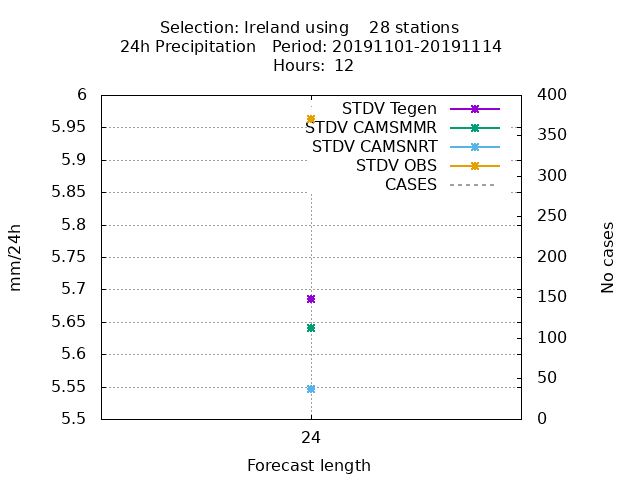 Selection: Ireland using    28 stations
24h Precipitation   Period: 20191101-20191114
Hours:  12
6
5.95
5.9
5.85
5.8
5.75
5.7
5.65
5.6
5.55
5.5
mm/24h
STDV Tegen
STDV CAMSMMR
STDV CAMSNRT
STDV OBS
CASES
400
350
300
250
200
150
100
50
0
No cases
24
Forecast length